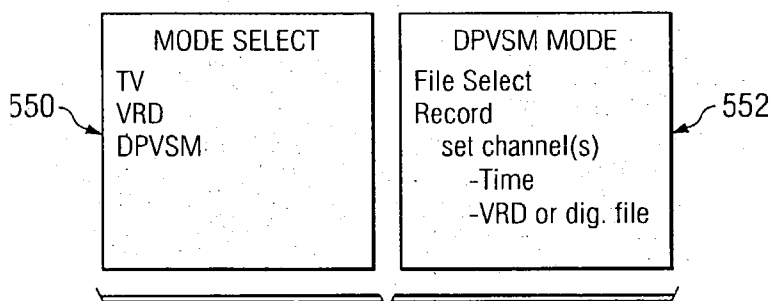 MODE SELECT
TV
VRD
DPVSM
550
DPVSM MODE
File Select
Record
set channel(s)
-Time
-VRD or dig. file
552